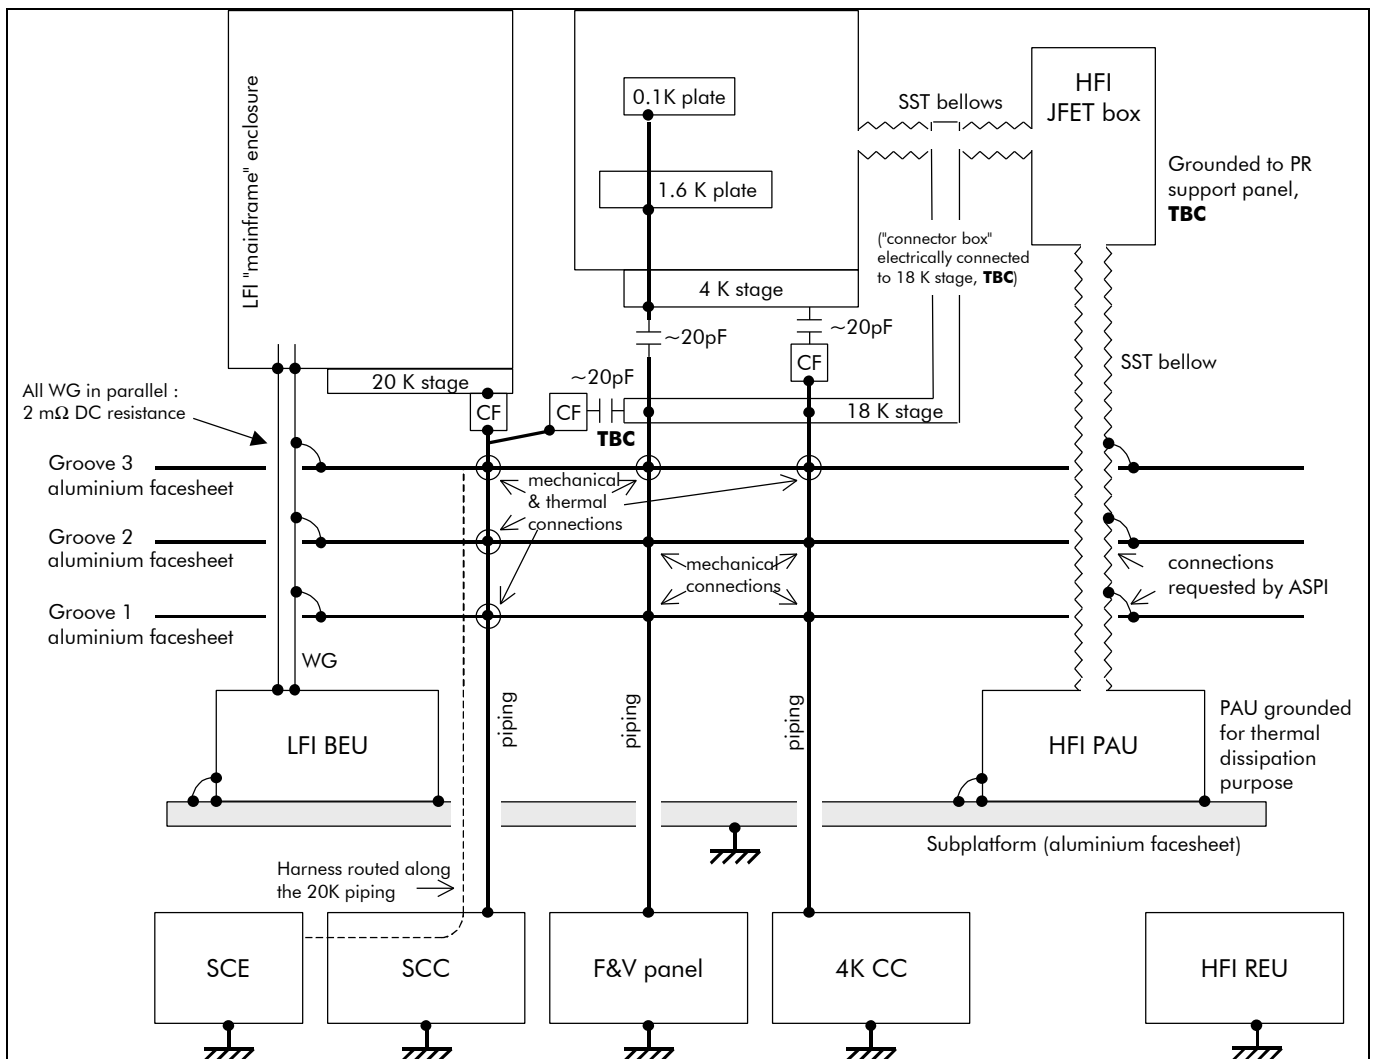 LFI "mainframe" enclosure
0.1K plate
1.6 K plate
4 K stage
SST bellows
HFI
JFET box
Grounded to PR
support panel,
TBC
("connector box"
electrically connected
to 18 K stage, TBC)
~20pF
~20pF
CF
SST bellow
20 K stage
~20pF
CF
CF
TBC
18 K stage
All WG in parallel :
2 mΩ DC resistance
Groove 3
aluminium facesheet
mechanical
& thermal
connections
Groove 2
aluminium facesheet
mechanical
connections
connections
requested by ASPI
Groove 1
aluminium facesheet
WG
piping
piping
piping
LFI BEU
HFI PAU
PAU grounded
for thermal
dissipation
purpose
Subplatform (aluminium facesheet)
Harness routed along
the 20K piping
SCE
SCC
F&V panel
4K CC
HFI REU